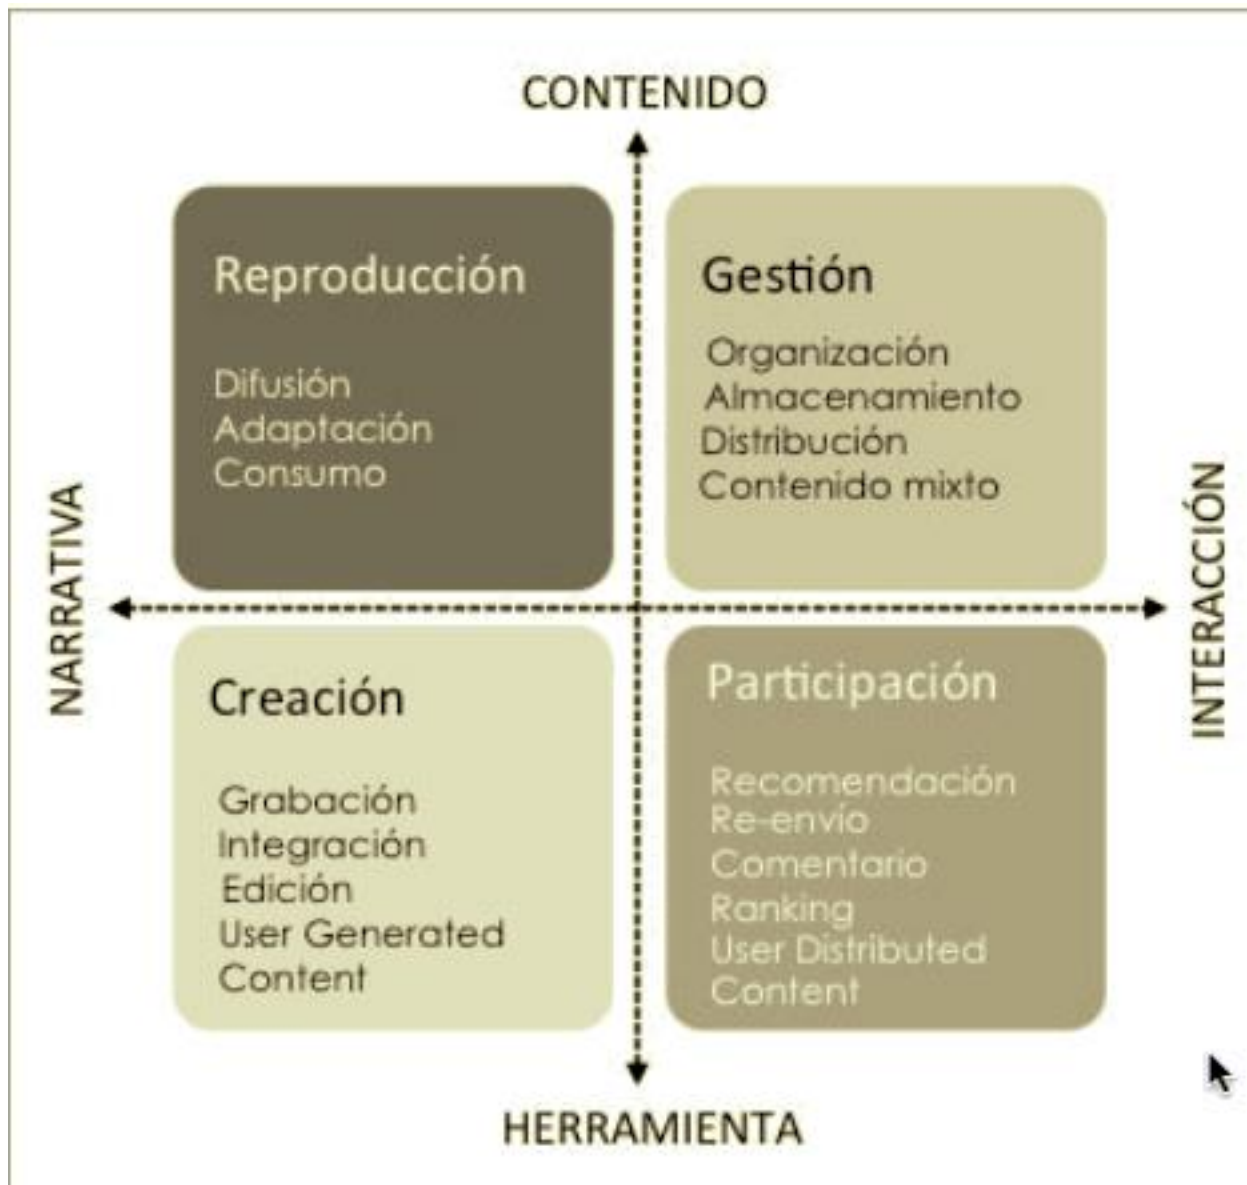 CONTENIDO
Reproducción
Difusión
Adaptación
Consumo
Gestión
Organización
Almacenamiento
Distribución
Contenido mixto
NARRATIVA
INTERACCIÓN
Creación
Grabación
Integración
Edición
User Generated
Content
Participación
Recomendación
Re-envío
Comentario
Ranking
User Distributed
Content
HERRAMIENTA